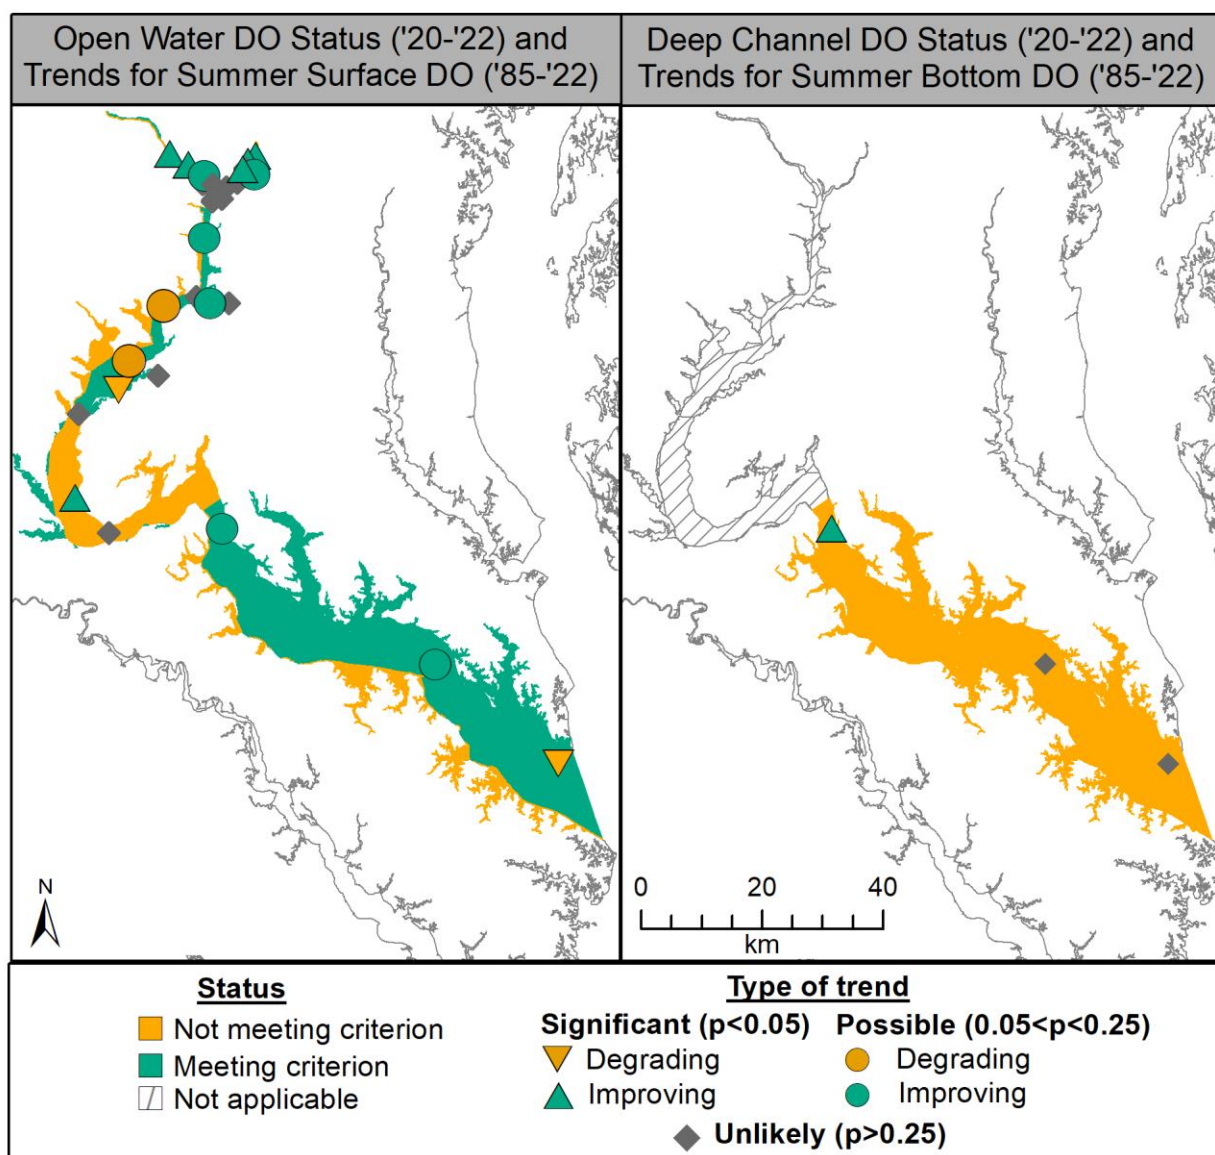 Open Water DO Status ('20-'22) and
Trends for Summer Surface DO ('85-'22)
Deep Channel DO Status ('20-'22) and
Trends for Summer Bottom DO ('85-'22)
N
0 20 40
km
Status
Not meeting criterion
Meeting criterion
Not applicable
Type of trend
Significant (p<0.05) Possible (0.05<p<0.25)
Degrading Degrading
Improving Improving
Unlikely (p>0.25)